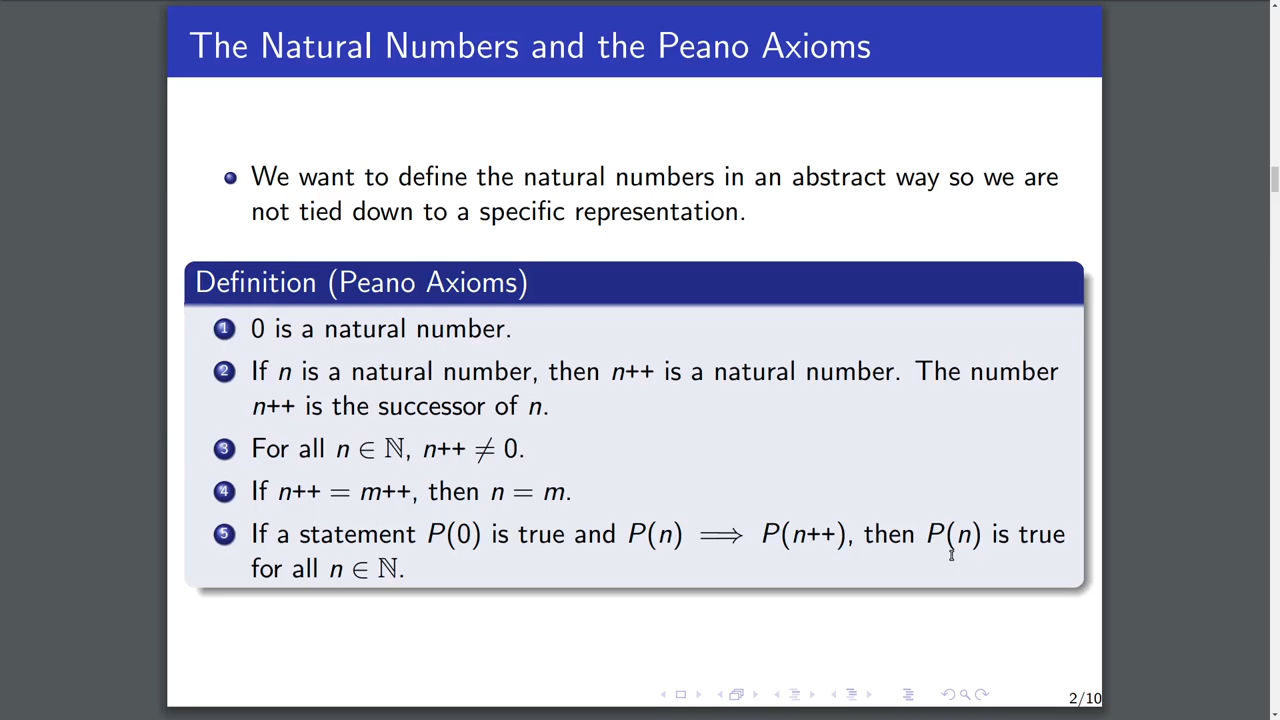 The Natural Numbers and the Peano Axioms
We want to define the natural numbers in an abstract way so we are
not tied down to a specific representation.
Definition (Peano Axioms)
1 0 is a natural number.
2 If n is a natural number, then n++ is a natural number. The number
n++ is the successor of n.
3 For all n ∈ ℕ, n++ ≠ 0.
4 If n++ = m++, then n = m.
5 If a statement P(0) is true and P(n) ⟹ P(n++), then P(n) is true
for all n ∈ ℕ.
2/10